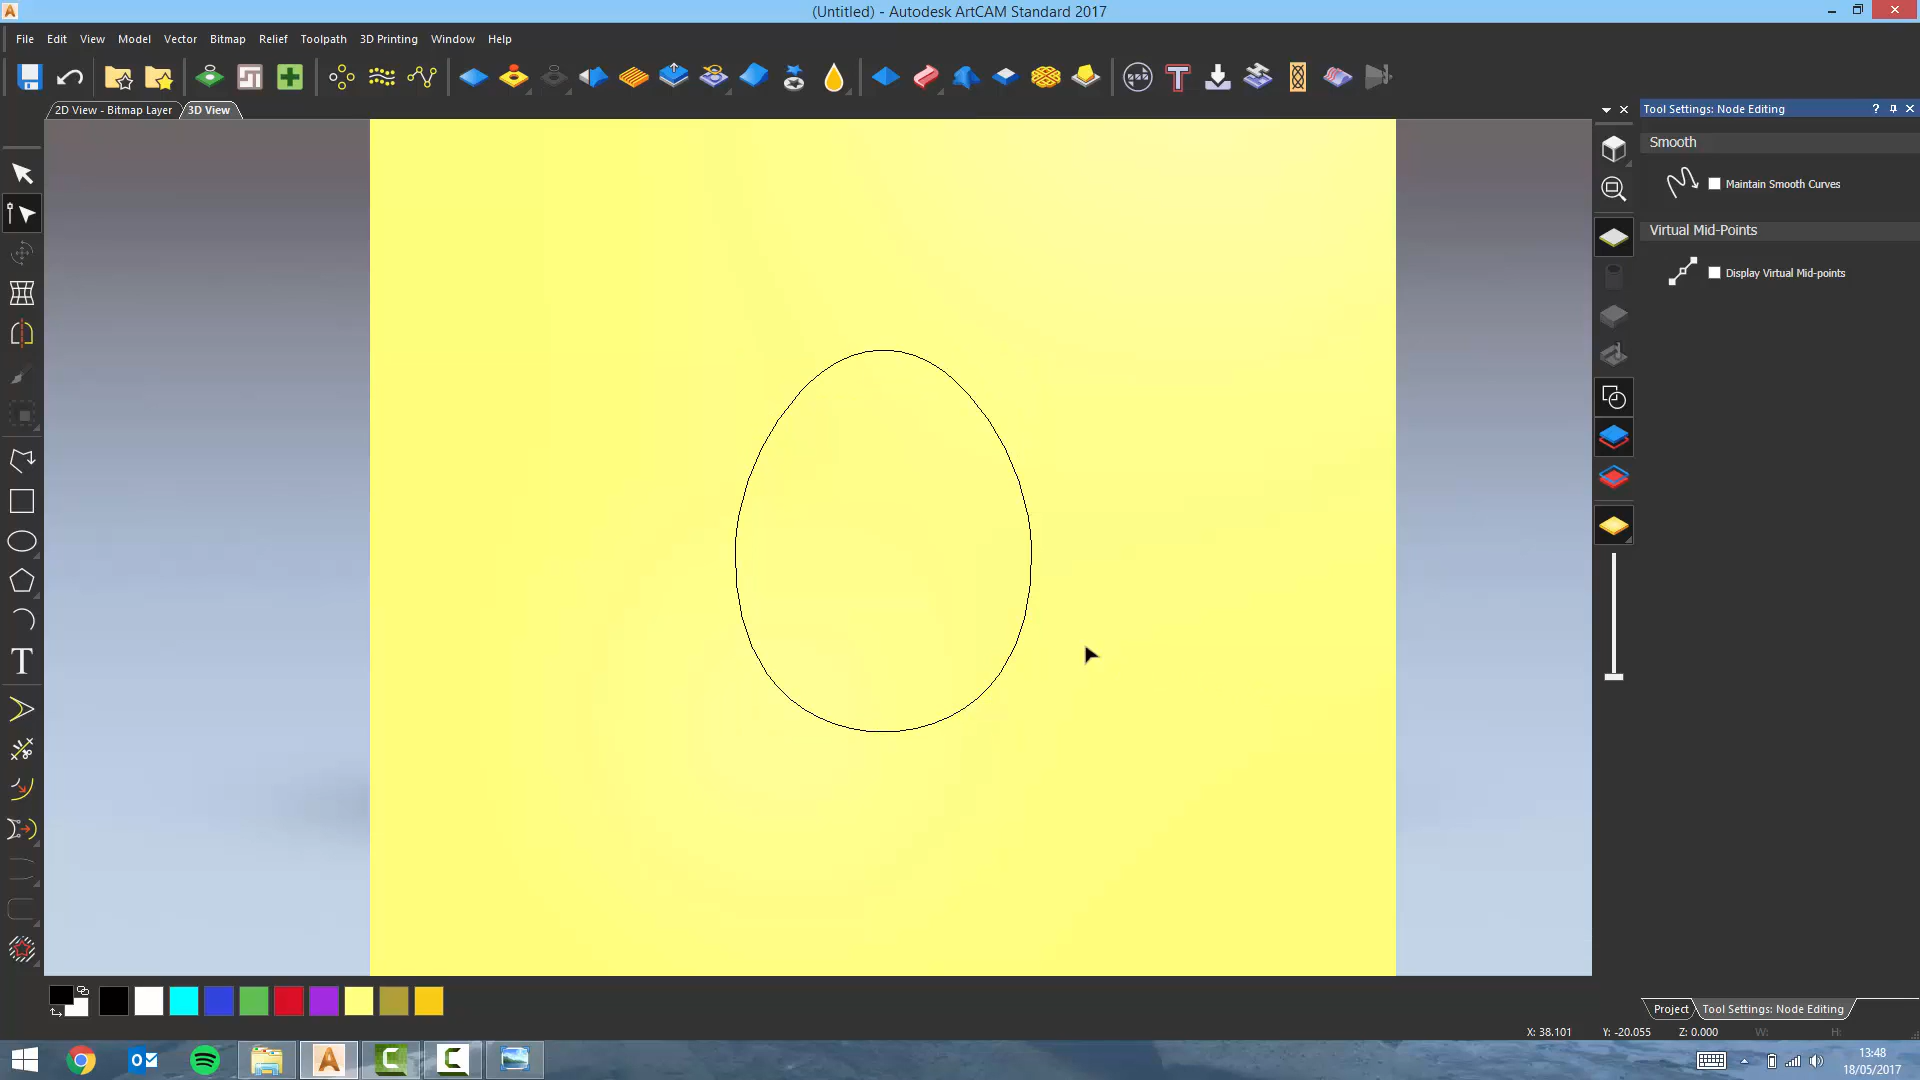 (Untitled) - Autodesk ArtCAM Standard 2017
File Edit View Model Vector Bitmap Relief Toolpath 3D Printing Window Help
2D View - Bitmap Layer 3D View
Tool Settings: Node Editing
Smooth
Maintain Smooth Curves
Virtual Mid-Points
Display Virtual Mid-points
T
Project Tool Settings: Node Editing
X: 38.101 Y: -20.055 Z: 0.000 W: H:
13:48
18/05/2017